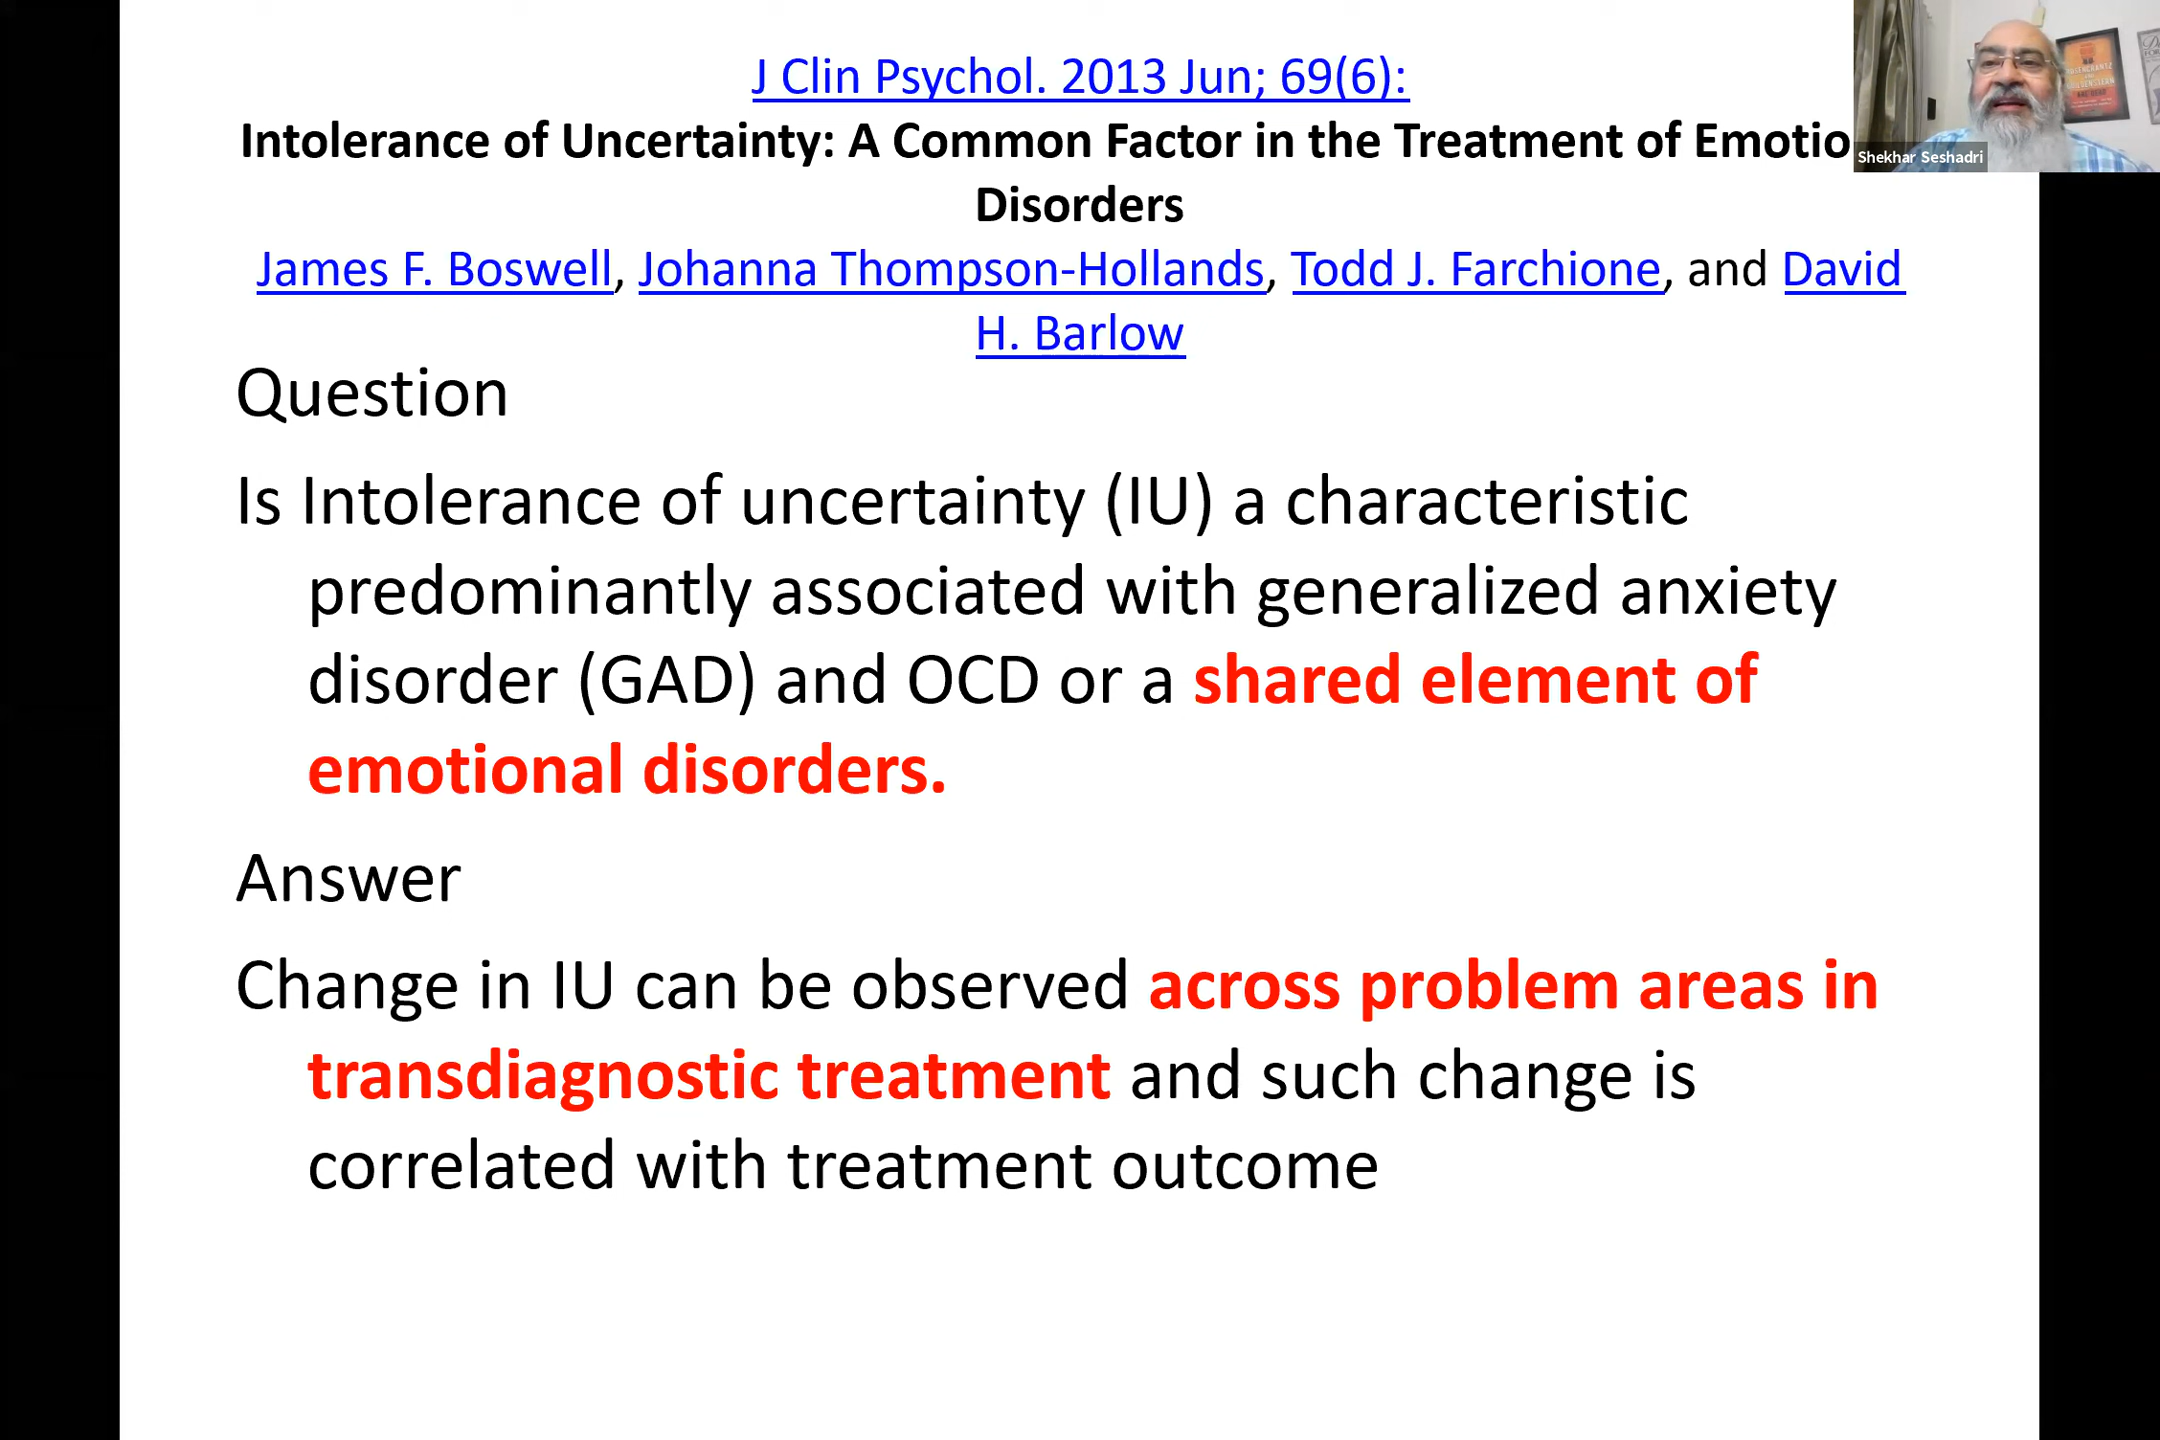 J Clin Psychol. 2013 Jun; 69(6):
Intolerance of Uncertainty: A Common Factor in the Treatment of Emotio
Disorders
James F. Boswell, Johanna Thompson-Hollands, Todd J. Farchione, and David
H. Barlow
Shekhar Seshadri
Question
Is Intolerance of uncertainty (IU) a characteristic
predominantly associated with generalized anxiety
disorder (GAD) and OCD or a shared element of
emotional disorders.
Answer
Change in IU can be observed across problem areas in
transdiagnostic treatment and such change is
correlated with treatment outcome